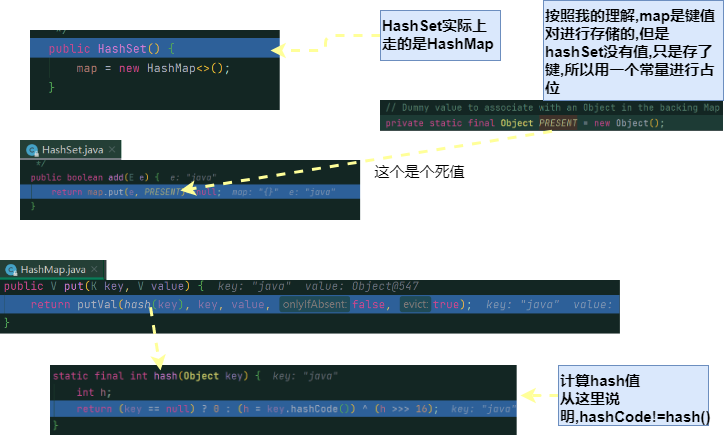 */
public HashSet() {
map = new HashMap<>();
}
HashSet实际上
走的是HashMap
按照我的理解,map是键值
对进行存储的,但是
hashSet没有值,只是存了
键,所以用一个常量进行占
位
// Dummy value to associate with an Object in the backing Map
private static final Object PRESENT = new Object();
HashSet.java ×
*/
public boolean add(E e) { e: "java"
return map.put(e, PRESENT)==null; map: "{}" e: "java"
}
这个是个死值
HashMap.java ×
public V put(K key, V value) { key: "java" value: Object@547
return putVal(hash(key), key, value, onlyIfAbsent: false, evict: true); key: "java" value:
}
static final int hash(Object key) { key: "java"
int h;
return (key == null) ? 0 : (h = key.hashCode()) ^ (h >>> 16); key: "java"
}
计算hash值
从这里说
明,hashCode!=hash()